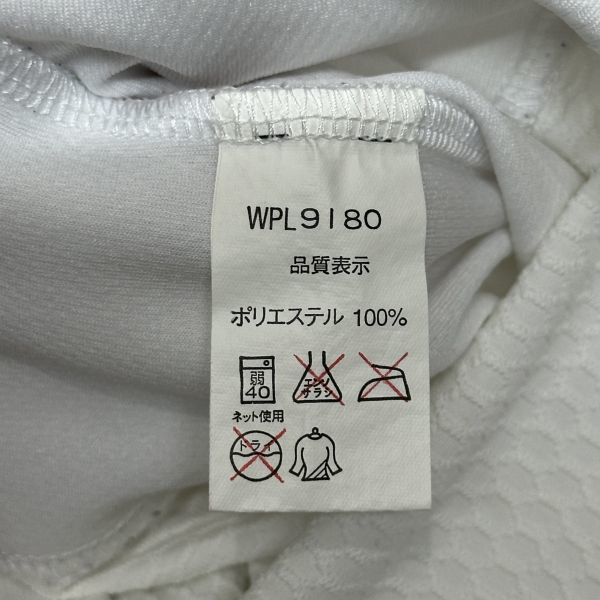 WPL9180
品質表示
ポリエステル 100%
弱
40
エンソ
サラシ
ネット使用
ドライ